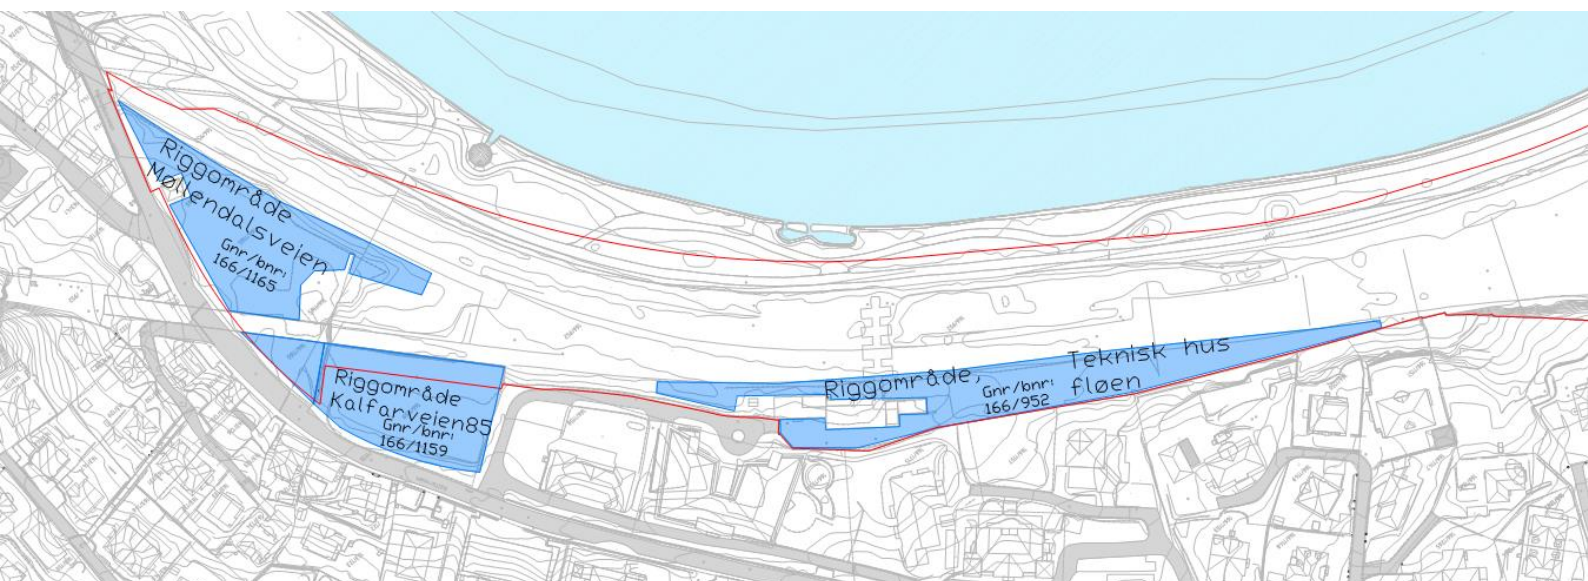 Riggområde
Møllendalsveien
Gnr/bnr:
166/1165
Riggområde
Kalfarveien85
Gnr/bnr:
166/1159
Riggområde,
Gnr/bnr:
166/952
Teknisk hus
fløen